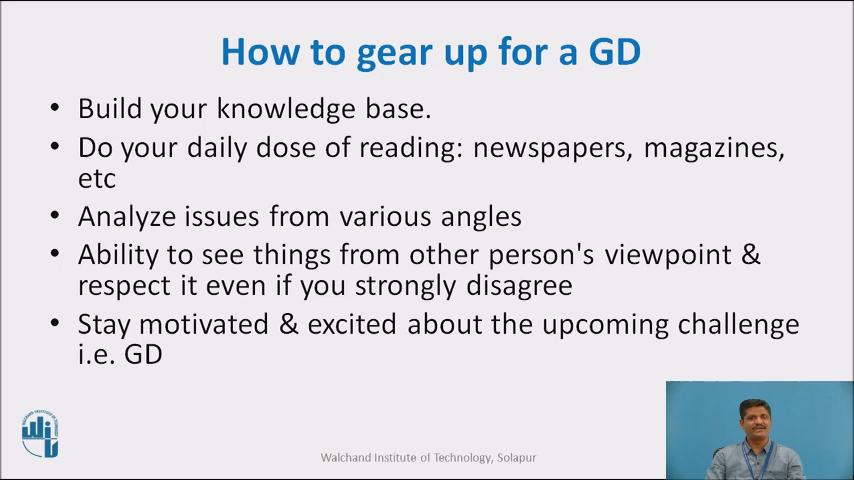 How to gear up for a GD
• Build your knowledge base.
• Do your daily dose of reading: newspapers, magazines,
etc
• Analyze issues from various angles
• Ability to see things from other person's viewpoint &
respect it even if you strongly disagree
• Stay motivated & excited about the upcoming challenge
i.e. GD
Walchand Institute of Technology, Solapur